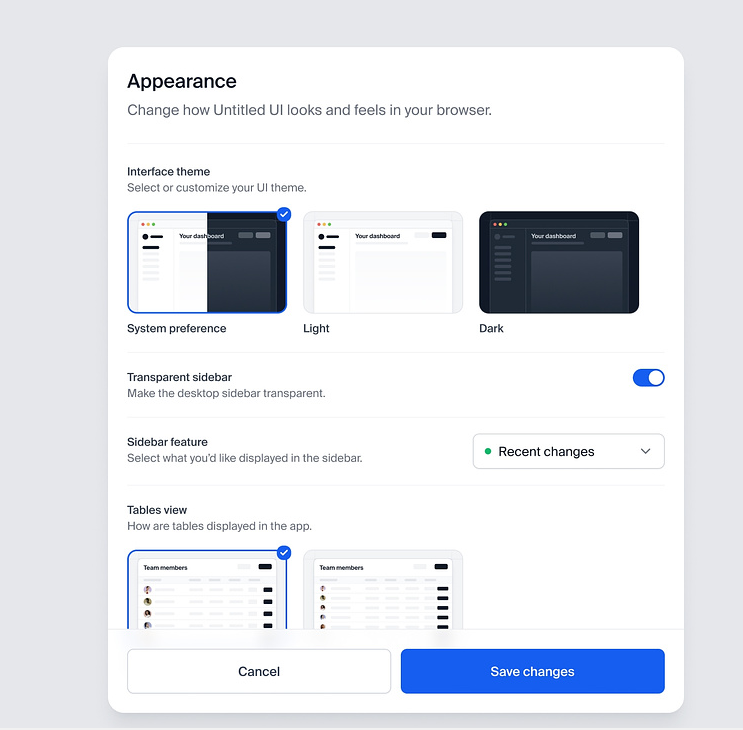 Appearance
Change how Untitled UI looks and feels in your browser.
Interface theme
Select or customize your UI theme.
Your dashboard
Your dashboard
Your dashboard
System preference
Light
Dark
Transparent sidebar
Make the desktop sidebar transparent.
Sidebar feature
Select what you'd like displayed in the sidebar.
Recent changes
Tables view
How are tables displayed in the app.
Team members
Team members
Cancel
Save changes